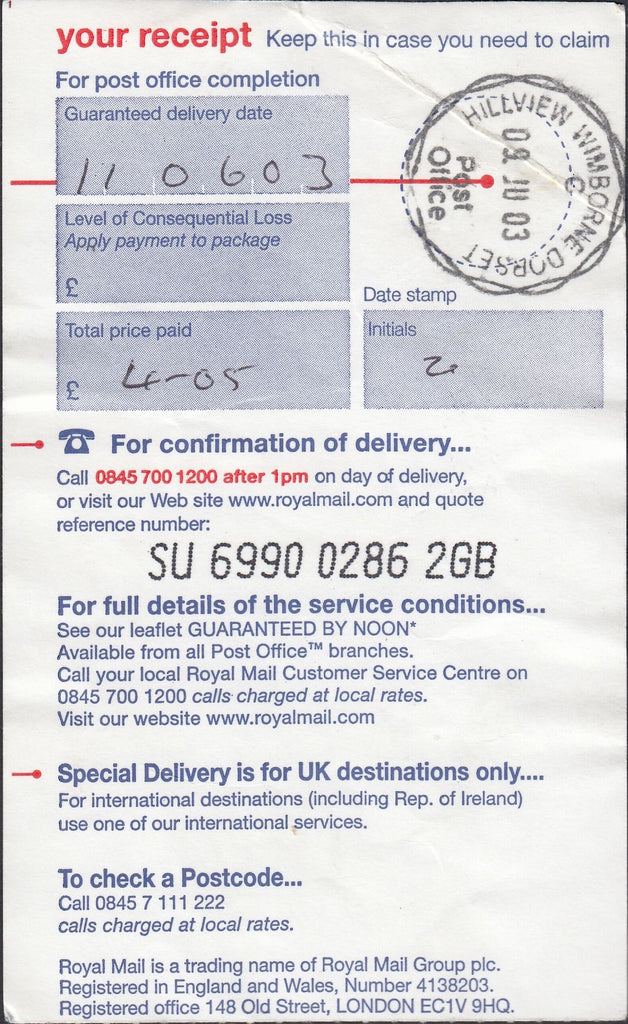 1
your receipt Keep this in case you need to claim
For post office completion
Guaranteed delivery date
11 06 03
Level of Consequential Loss
Apply payment to package
£
Total price paid
£ 4-05
HILLVIEW WIMBORNE DORSET
C
09 JU 03
Post
Office
Date stamp
Initials
For confirmation of delivery...
Call 0845 700 1200 after 1pm on day of delivery,
or visit our Web site www.royalmail.com and quote
reference number:
SU 6990 0286 2GB
For full details of the service conditions...
See our leaflet GUARANTEED BY NOON*
Available from all Post Office™ branches.
Call your local Royal Mail Customer Service Centre on
0845 700 1200 calls charged at local rates.
Visit our website www.royalmail.com
Special Delivery is for UK destinations only....
For international destinations (including Rep. of Ireland)
use one of our international services.
To check a Postcode...
Call 0845 7 111 222
calls charged at local rates.
Royal Mail is a trading name of Royal Mail Group plc.
Registered in England and Wales, Number 4138203.
Registered office 148 Old Street, LONDON EC1V 9HQ.